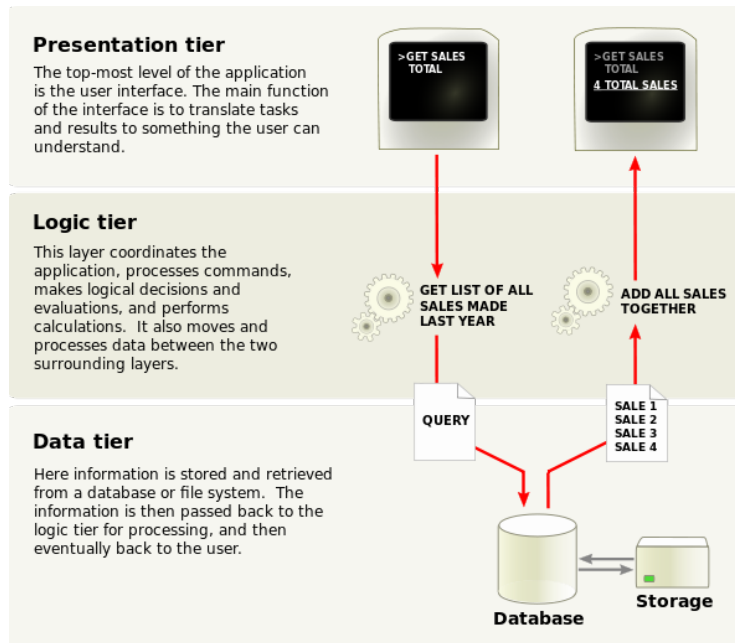 Presentation tier
The top-most level of the application
is the user interface. The main function
of the interface is to translate tasks
and results to something the user can
understand.
>GET SALES
TOTAL
>GET SALES
TOTAL
4 TOTAL SALES
Logic tier
This layer coordinates the
application, processes commands,
makes logical decisions and
evaluations, and performs
calculations. It also moves and
processes data between the two
surrounding layers.
GET LIST OF ALL
SALES MADE
LAST YEAR
ADD ALL SALES
TOGETHER
QUERY
SALE 1
SALE 2
SALE 3
SALE 4
Data tier
Here information is stored and retrieved
from a database or file system. The
information is then passed back to the
logic tier for processing, and then
eventually back to the user.
Database
Storage